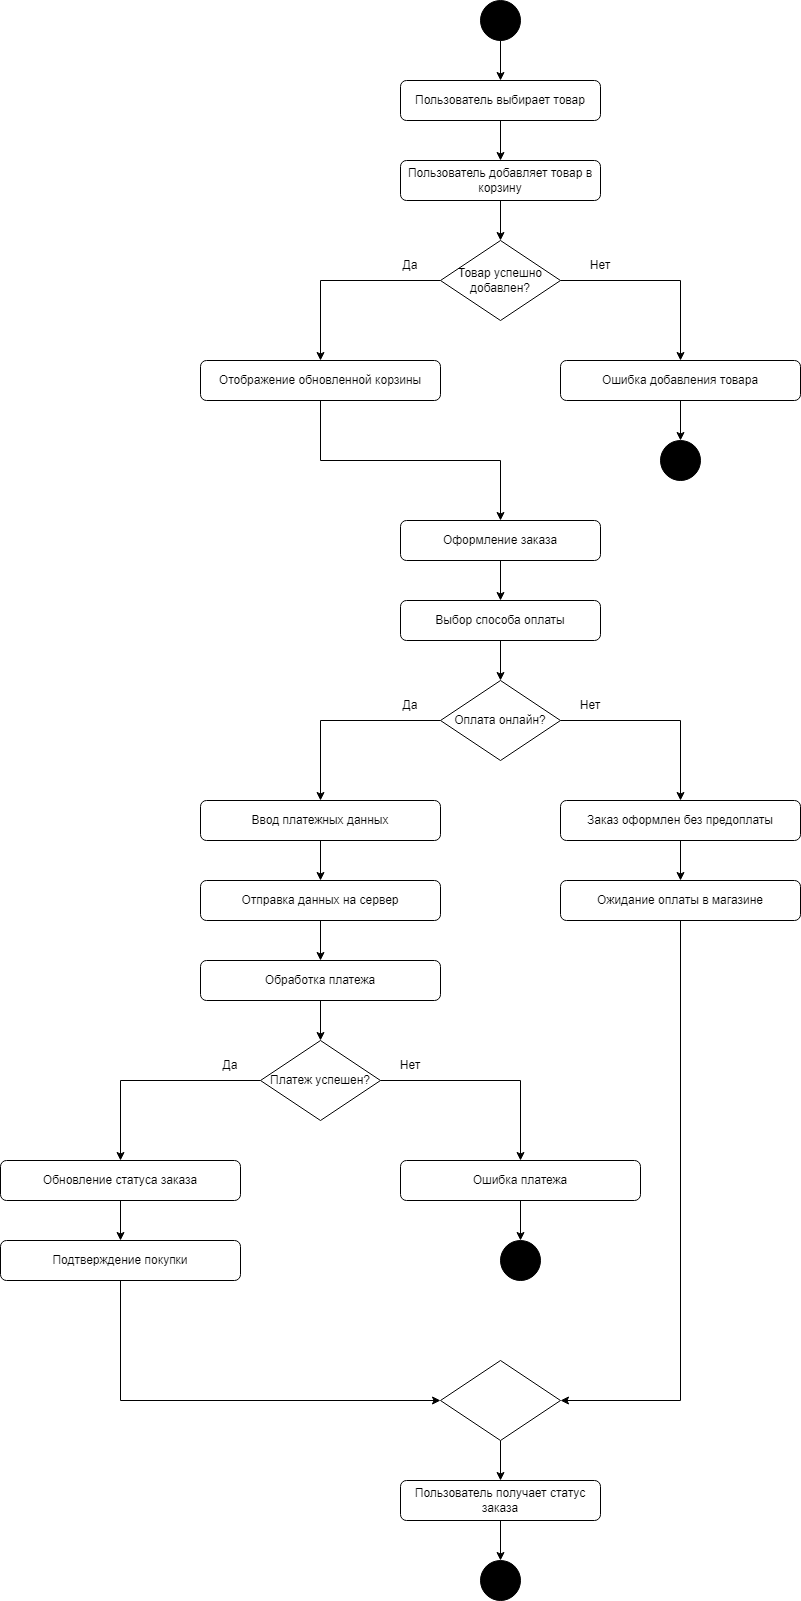 Пользователь выбирает товар
Пользователь добавляет товар в
корзину
Да
Нет
Товар успешно
добавлен?
Отображение обновленной корзины
Ошибка добавления товара
Оформление заказа
Выбор способа оплаты
Да
Нет
Оплата онлайн?
Ввод платежных данных
Заказ оформлен без предоплаты
Отправка данных на сервер
Ожидание оплаты в магазине
Обработка платежа
Да
Нет
Платеж успешен?
Обновление статуса заказа
Ошибка платежа
Подтверждение покупки
Пользователь получает статус
заказа